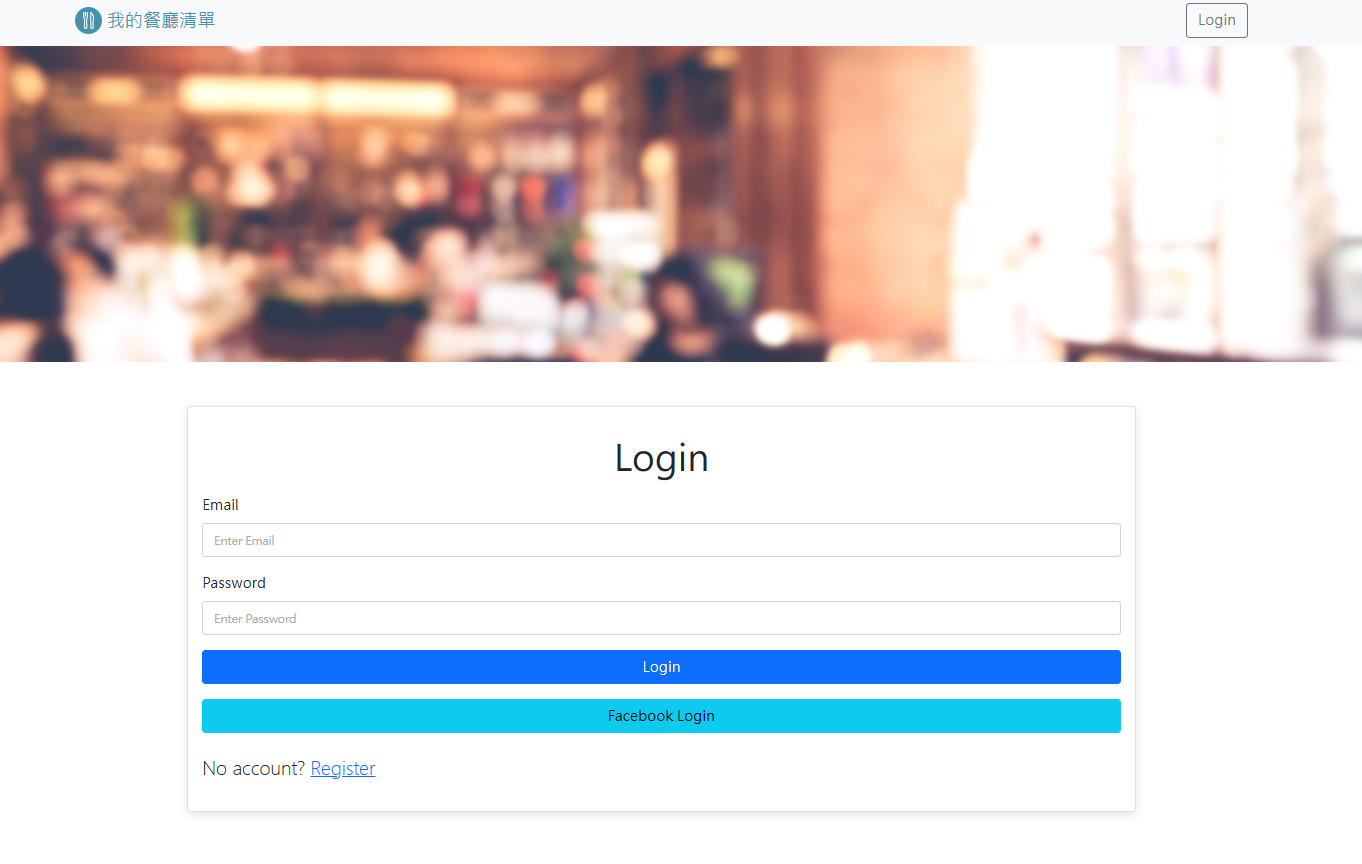 我的餐廳清單
Login
Login
Email
Enter Email
Password
Enter Password
Login
Facebook Login
No account? Register